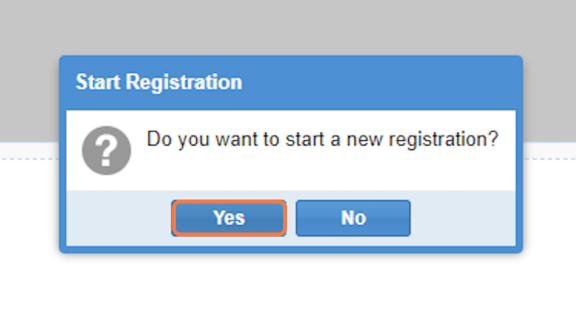 Start Registration
Do you want to start a new registration?
Yes
No